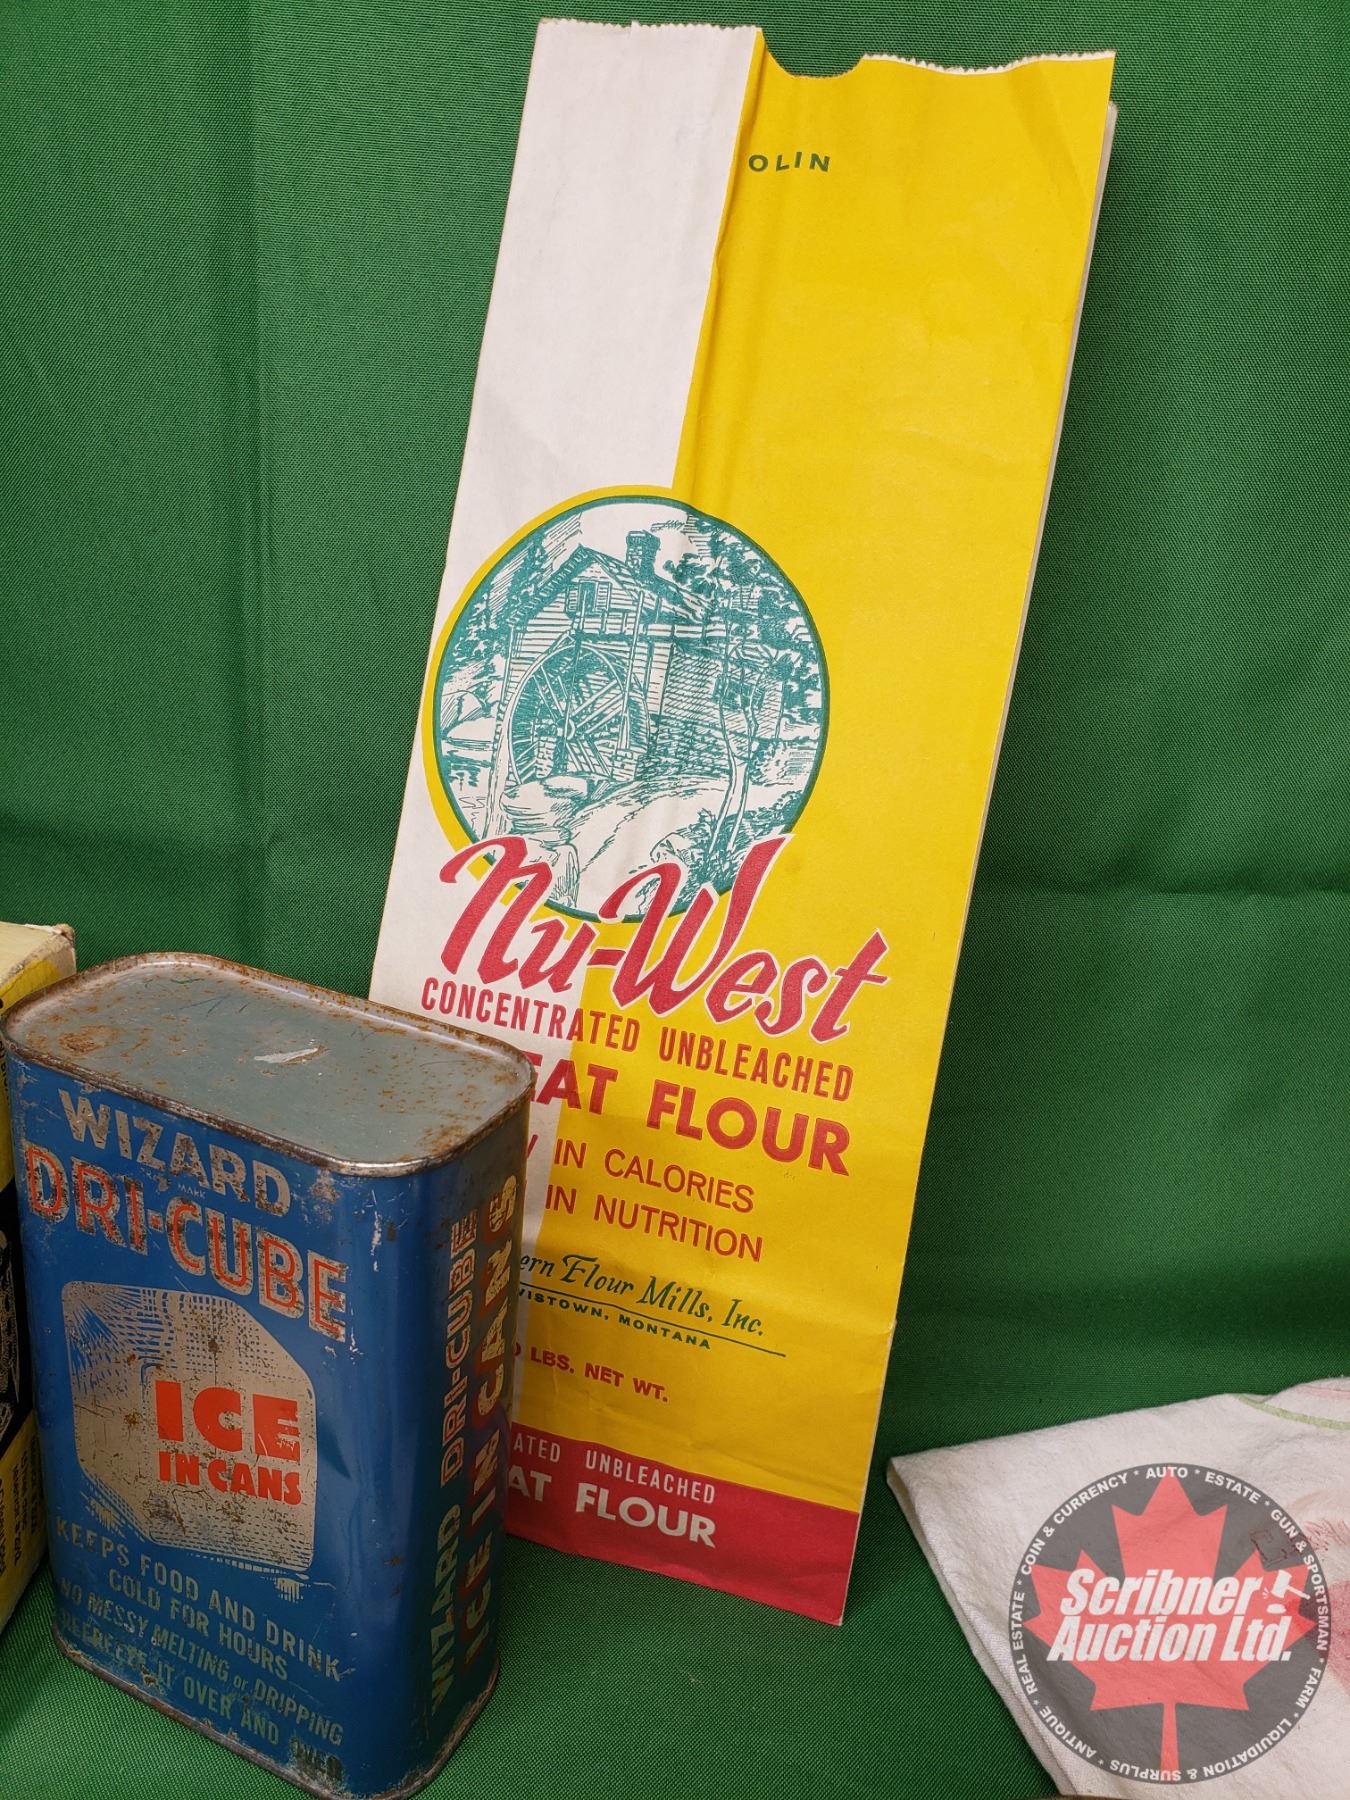 OLIN
Nu-West
CONCENTRATED UNBLEACHED
EAT FLOUR
IN CALORIES
IN NUTRITION
ern Flour Mills, Inc.
VISTOWN, MONTANA
LBS. NET WT.
ATED UNBLEACHED
AT FLOUR
WIZARD
DRI-CUBE
ICE
IN CANS
KEEPS FOOD AND DRINK
COLD FOR HOURS
NO MESSY MELTING or DRIPPING
REFREEZE IT OVER AND OVER
WIZARD DRI-CUBE
ICE IN CANS
Scribner
Auction Ltd.
REAL ESTATE * COIN & CURRENCY * AUTO * ESTATE * GUN & SPORTSMAN * FARM * LIQUIDATION & SURPLUS * ANTIQUE *